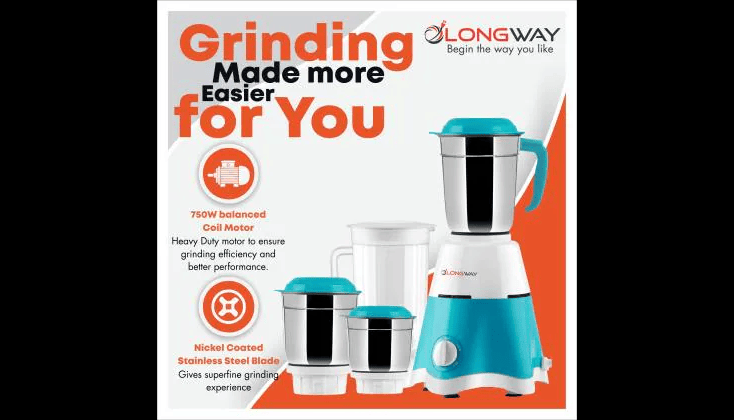 Grinding
Made more
Easier
for You
LONGWAY
Begin the way you like
750W balanced
Coil Motor
Heavy Duty motor to ensure
grinding efficiency and
better performance.
Nickel Coated
Stainless Steel Blade
Gives superfine grinding
experience
LONGWAY